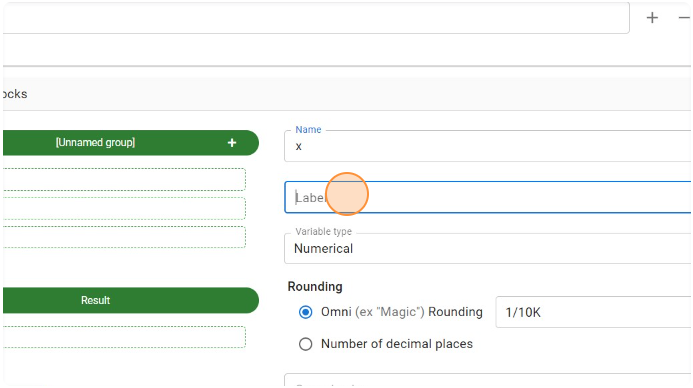 ocks
[Unnamed group]
Name
x
Label
Variable type
Numerical
Result
Rounding
Omni (ex "Magic") Rounding
1/10K
Number of decimal places